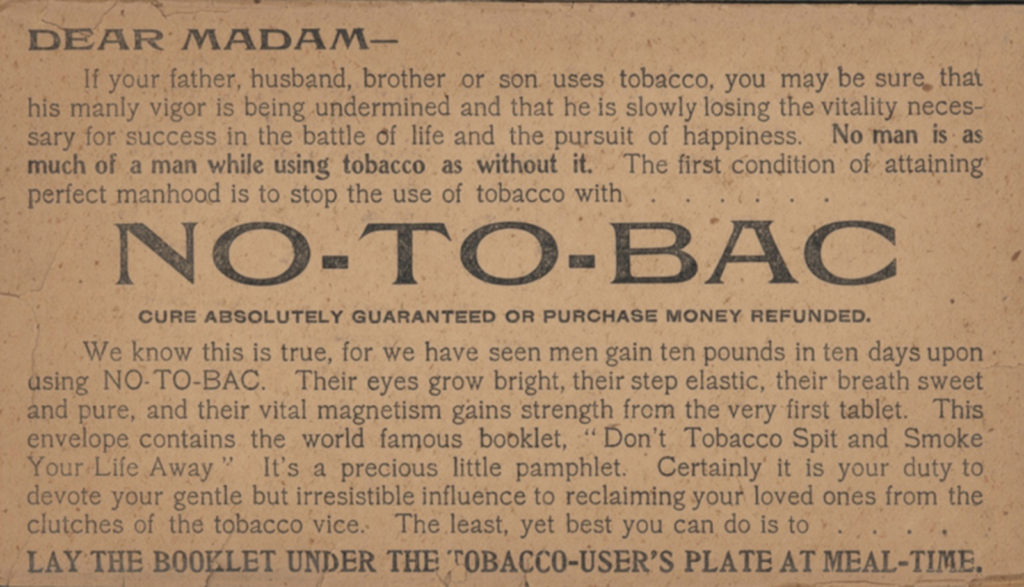 DEAR MADAM—
If your father, husband, brother or son uses tobacco, you may be sure that
his manly vigor is being undermined and that he is slowly losing the vitality neces-
sary for success in the battle of life and the pursuit of happiness. No man is as
much of a man while using tobacco as without it. The first condition of attaining
perfect manhood is to stop the use of tobacco with . . . . . .
NO-TO-BAC
CURE ABSOLUTELY GUARANTEED OR PURCHASE MONEY REFUNDED.
We know this is true, for we have seen men gain ten pounds in ten days upon
using NO-TO-BAC. Their eyes grow bright, their step elastic, their breath sweet
and pure, and their vital magnetism gains strength from the very first tablet. This
envelope contains the world famous booklet, "Don't Tobacco Spit and Smoke
Your Life Away" It's a precious little pamphlet. Certainly it is your duty to
devote your gentle but irresistible influence to reclaiming your loved ones from the
clutches of the tobacco vice. The least, yet best you can do is to . . . .
LAY THE BOOKLET UNDER THE TOBACCO-USER'S PLATE AT MEAL-TIME.